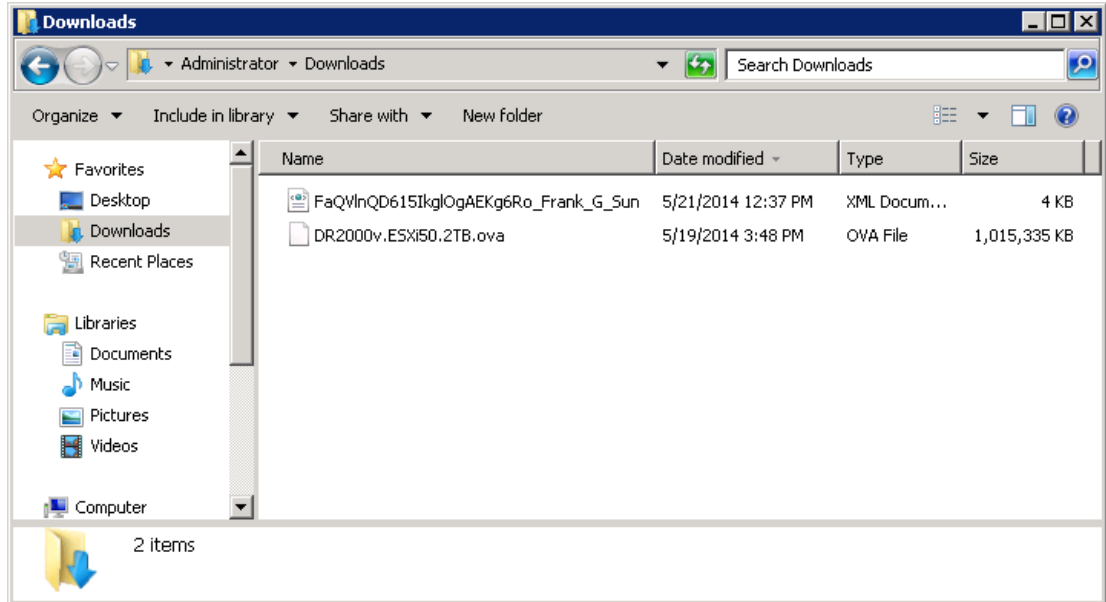 Downloads
Administrator Downloads Search Downloads
Organize Include in library Share with New folder
Name Date modified Type Size
Favorites
Desktop
Downloads
Recent Places
Libraries
Documents
Music
Pictures
Videos
Computer
FaQVlnQD615IkglOgAEKg6Ro_Frank_G_Sun 5/21/2014 12:37 PM XML Docum... 4 KB
DR2000v.ESXi50.2TB.ova 5/19/2014 3:48 PM OVA File 1,015,335 KB
2 items